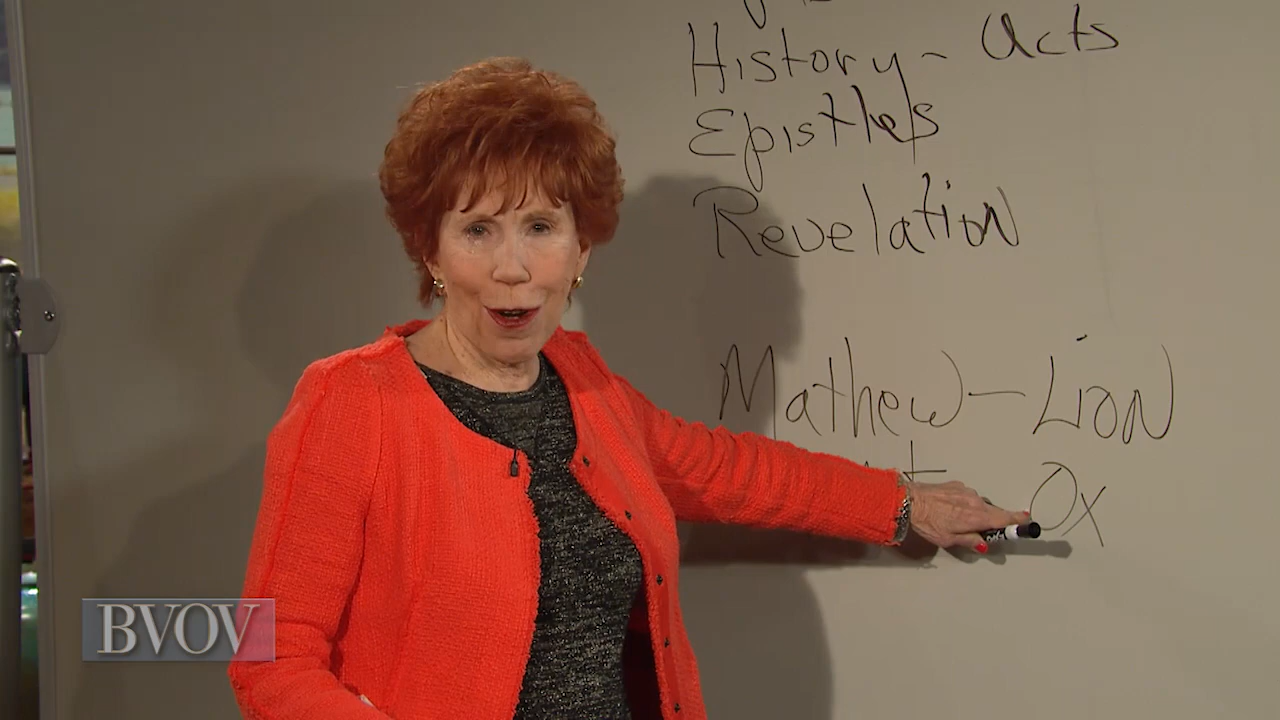 History - Acts
Epistles
Revelation
Mathew - Lion
Ox
BVOV